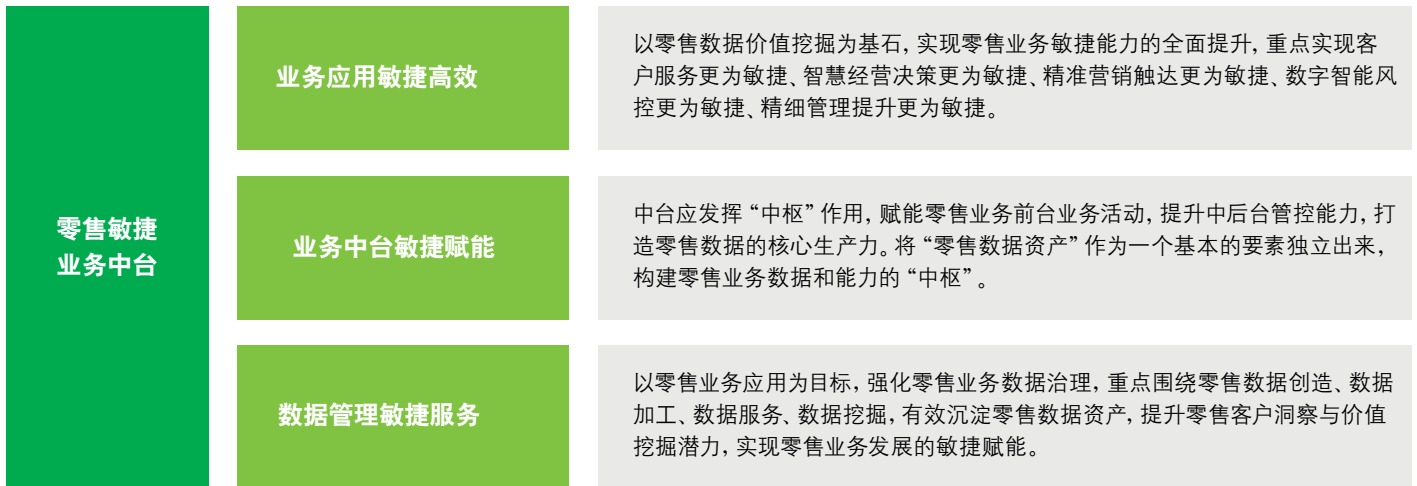 零售敏捷
业务中台
业务应用敏捷高效
以零售数据价值挖掘为基石，实现零售业务敏捷能力的全面提升，重点实现客
户服务更为敏捷、智慧经营决策更为敏捷、精准营销触达更为敏捷、数字智能风
控更为敏捷、精细管理提升更为敏捷。
业务中台敏捷赋能
中台应发挥“中枢”作用，赋能零售业务前台业务活动，提升中后台管控能力，打
造零售数据的核心生产力。将“零售数据资产”作为一个基本的要素独立出来，
构建零售业务数据和能力的“中枢”。
数据管理敏捷服务
以零售业务应用为目标，强化零售业务数据治理，重点围绕零售数据创造、数据
加工、数据服务、数据挖掘，有效沉淀零售数据资产，提升零售客户洞察与价值
挖掘潜力，实现零售业务发展的敏捷赋能。